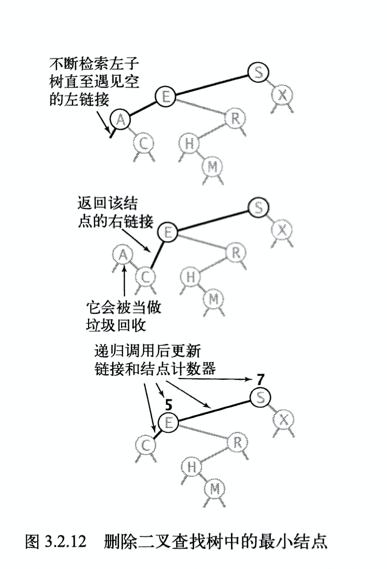 不断检索左子
树直至遇见空
的左链接
S
E
X
A
R
C
H
M
返回该结
点的右链接
S
E
X
A
R
C
H
M
它会被当做
垃圾回收
递归调用后更新
链接和结点计数器
7
5
S
E
X
C
R
H
M
图 3.2.12 删除二叉查找树中的最小结点